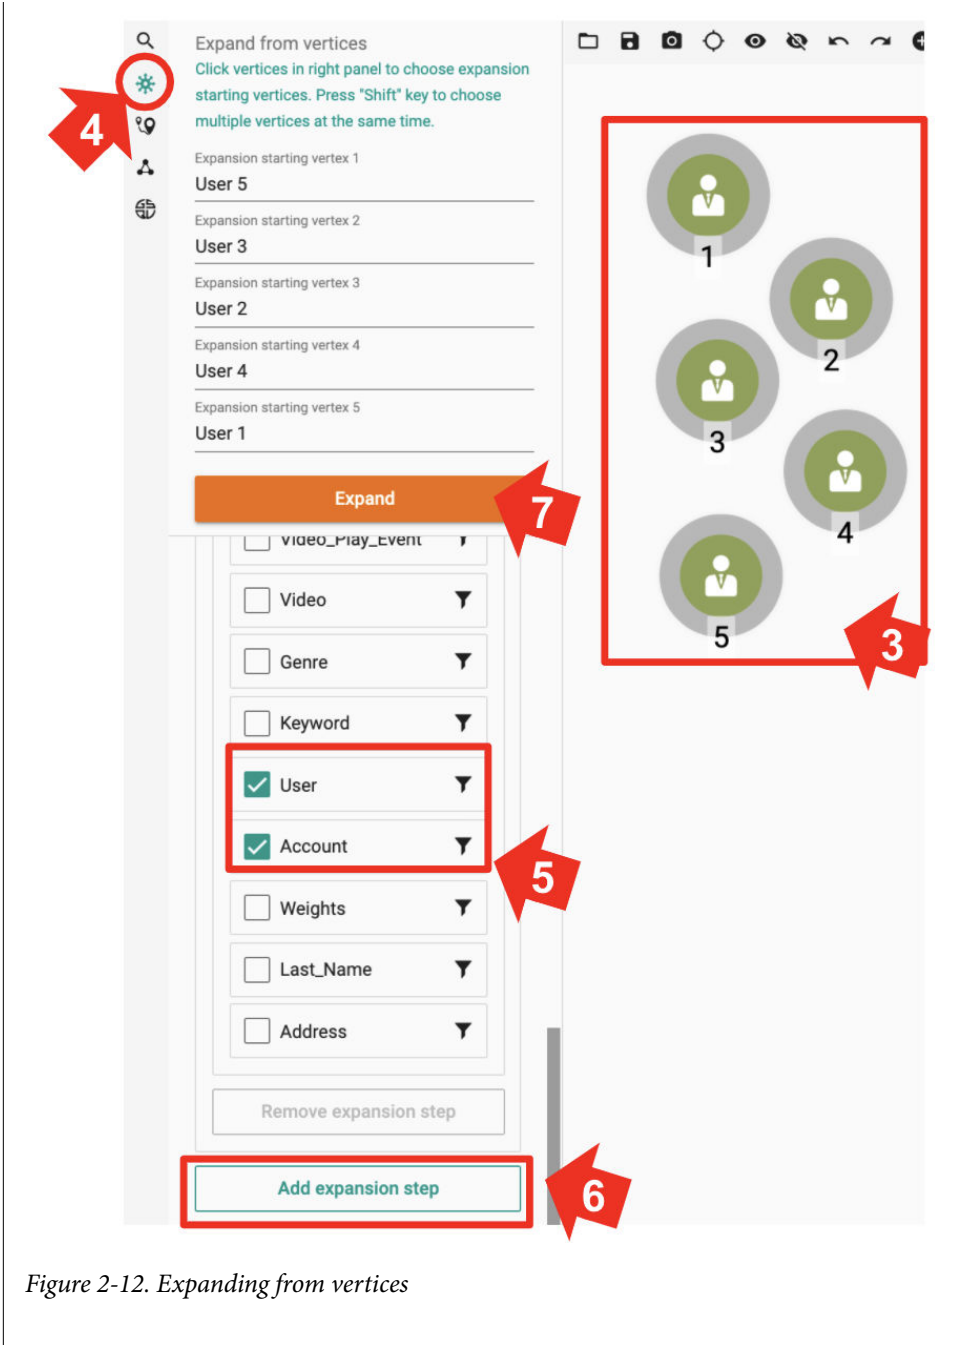 Expand from vertices
Click vertices in right panel to choose expansion
starting vertices. Press "Shift" key to choose
multiple vertices at the same time.
4
Expansion starting vertex 1
User 5
Expansion starting vertex 2
User 3
Expansion starting vertex 3
User 2
Expansion starting vertex 4
User 4
Expansion starting vertex 5
User 1
Expand
7
Video_Play_Event
Video
Genre
Keyword
User
Account
5
Weights
Last_Name
Address
Remove expansion step
Add expansion step
6
1
2
3
4
5
3
Figure 2-12. Expanding from vertices